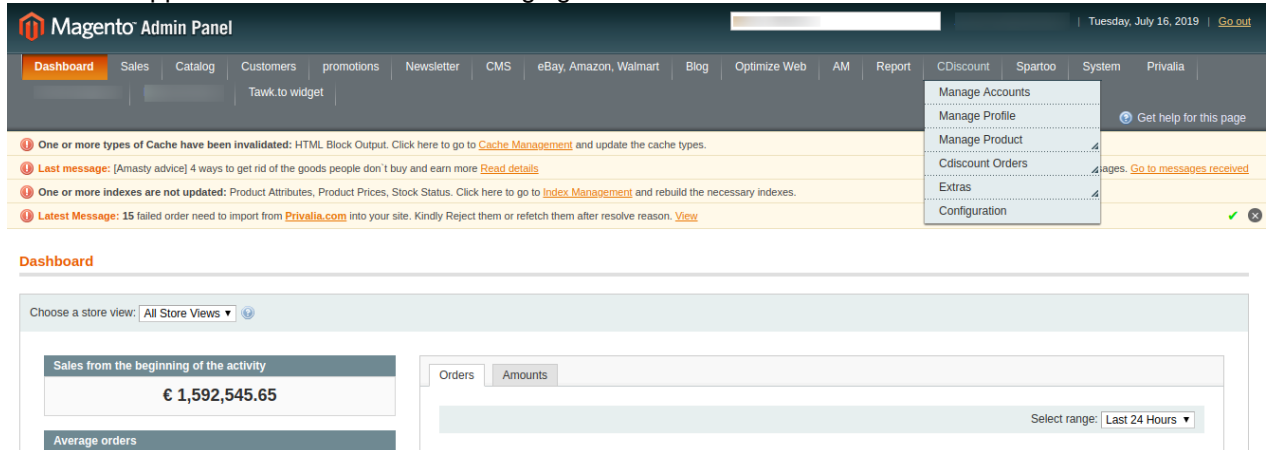 Magento Admin Panel
Tuesday, July 16, 2019 | Go out
Dashboard Sales Catalog Customers promotions Newsletter CMS eBay, Amazon, Walmart Blog Optimize Web AM Report CDiscount Spartoo System Privalia
Tawk.to widget
Manage Accounts
Manage Profile
Manage Product
Cdiscount Orders
Extras
Configuration
Get help for this page
One or more types of Cache have been invalidated: HTML Block Output. Click here to go to Cache Management and update the cache types.
Last message: [Amasty advice] 4 ways to get rid of the goods people don`t buy and earn more Read details
Go to messages received
One or more indexes are not updated: Product Attributes, Product Prices, Stock Status. Click here to go to Index Management and rebuild the necessary indexes.
Latest Message: 15 failed order need to import from Privalia.com into your site. Kindly Reject them or refetch them after resolve reason. View
Dashboard
Choose a store view: All Store Views
Sales from the beginning of the activity
€ 1,592,545.65
Average orders
Orders Amounts
Select range: Last 24 Hours